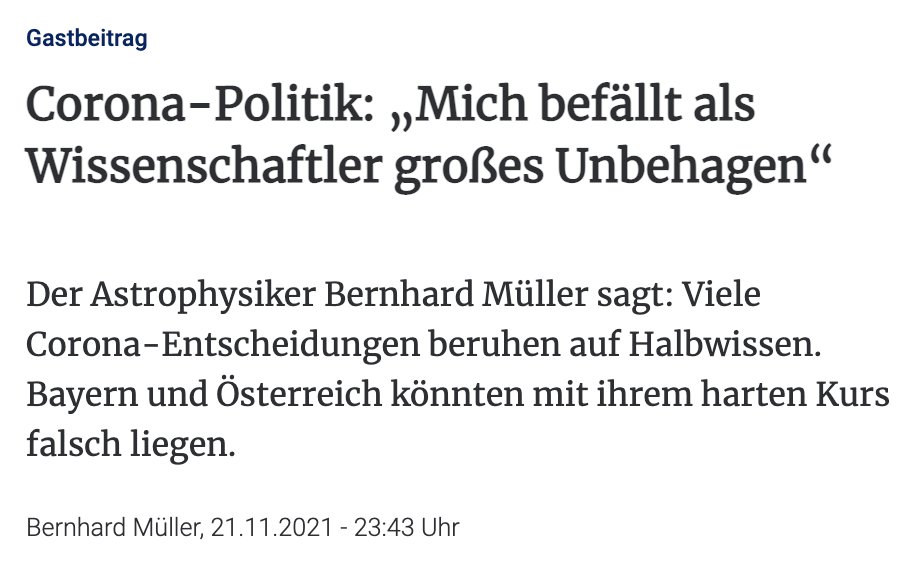 Gastbeitrag
Corona-Politik: „Mich befällt als
Wissenschaftler großes Unbehagen“
Der Astrophysiker Bernhard Müller sagt: Viele
Corona-Entscheidungen beruhen auf Halbwissen.
Bayern und Österreich könnten mit ihrem harten Kurs
falsch liegen.
Bernhard Müller, 21.11.2021 - 23:43 Uhr